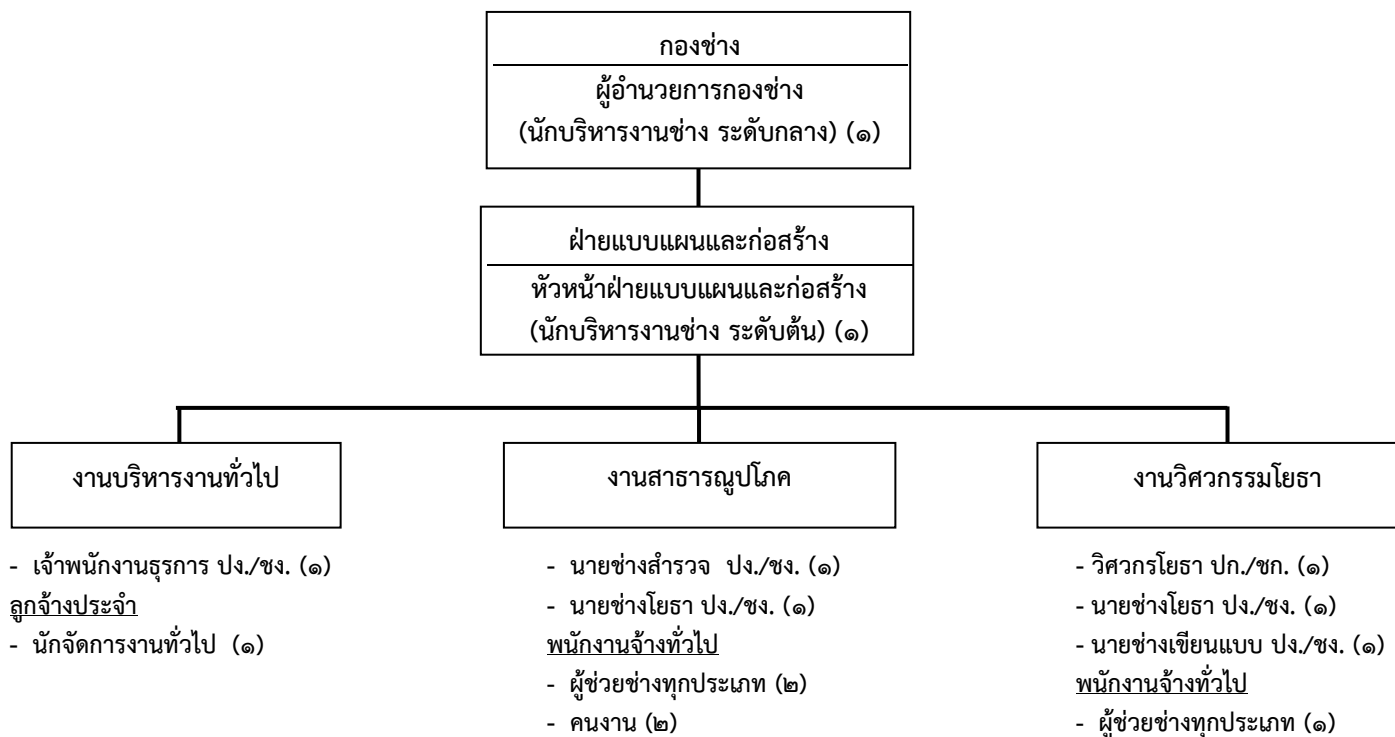 กองช่าง
ผู้อำนวยการกองช่าง
(นักบริหารงานช่าง ระดับกลาง) (๑)
ฝ่ายแบบแผนและก่อสร้าง
หัวหน้าฝ่ายแบบแผนและก่อสร้าง
(นักบริหารงานช่าง ระดับต้น) (๑)
งานบริหารงานทั่วไป
- เจ้าพนักงานธุรการ ปง./ชง. (๑)
ลูกจ้างประจำ
- นักจัดการงานทั่วไป (๑)
งานสาธารณูปโภค
- นายช่างสำรวจ ปง./ชง. (๑)
- นายช่างโยธา ปง./ชง. (๑)
พนักงานจ้างทั่วไป
- ผู้ช่วยช่างทุกประเภท (๒)
- คนงาน (๒)
งานวิศวกรรมโยธา
- วิศวกรโยธา ปก./ชก. (๑)
- นายช่างโยธา ปง./ชง. (๑)
- นายช่างเขียนแบบ ปง./ชง. (๑)
พนักงานจ้างทั่วไป
- ผู้ช่วยช่างทุกประเภท (๑)